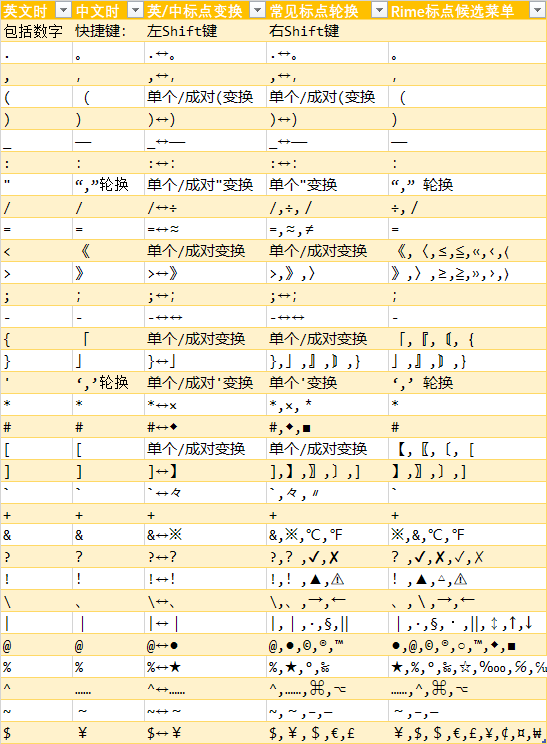 英文时 中文时 英/中标点变换 常见标点轮换 Rime标点候选菜单
包括数字 快捷键: 左Shift键 右Shift键
. 。 .↔。 .↔。 。
, ， ,↔， ,↔， ，
( （ 单个/成对(变换 单个/成对(变换 （
) ） )↔） )↔） ）
_ —— _↔—— _↔—— ——
: ： :↔： :↔： ：
" “,”轮换 单个/成对"变换 单个"变换 “,” 轮换
/ / /↔÷ /,÷,／ ÷,／
= = =↔≈ =,≈,≠ =
< 《 单个/成对变换 单个/成对变换 《,〈,≤,≦,«,‹,⟨
> 》 >↔》 >,》,〉 》,〉,≥,≧,»,›,⟩
; ； ;↔； ;↔； ；
- - -↔↔ -↔↔ -
{ 「 单个/成对变换 单个/成对变换 「,『,〘,｛
} 」 }↔」 },」,』,〙,｝ 」,』,〙,｝
' ‘,’轮换 单个/成对'变换 单个'变换 ‘,’ 轮换
* * *↔× *,×,＊ *
# # #↔◆ #,◆,■ #
[ [ 单个/成对变换 单个/成对变换 【,〖,〔,［
] ] ]↔】 ],】,〗,〕,］ 】,〗,〕,］
` ` `↔々 `,々,〃 `
+ + + + +
& & &↔※ &,※,℃,℉ ※,&,℃,℉
? ？ ?↔？ ?,？,✔,✘ ？,✔,✘,✓,✗
! ！ !↔！ !,！,▲,⚠ ！,▲,△,⚠
\ 、 \↔、 \,、,→,← 、,＼,→,←
| ｜ |↔｜ |,｜,·,§,‖ ｜,·,§,・,‖,↕,↑,↓
@ @ @↔● @,●,©,®,™ ●,@,©,®,○,™,◆,■
% % %↔★ %,★,°,‰ ★,%,°,‰,☆,‱,℅,℆
^ …… ^↔…… ^,……,⌘,⌥ ……,^,⌘,⌥
~ ～ ~↔～ ~,～,–,— ～,–,—
$ ￥ $↔￥ $,￥,＄,€,£ ￥,$,＄,€,£,¥,¢,¤,₩